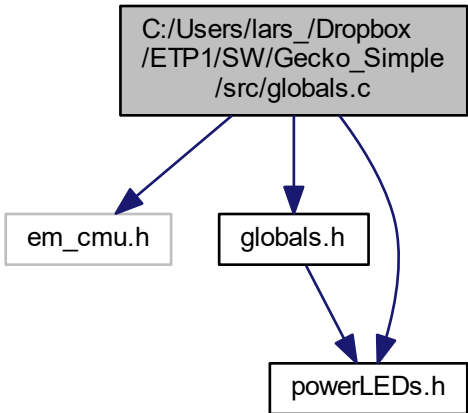 C:/Users/lars_/Dropbox
/ETP1/SW/Gecko_Simple
/src/globals.c
em_cmu.h
globals.h
powerLEDs.h